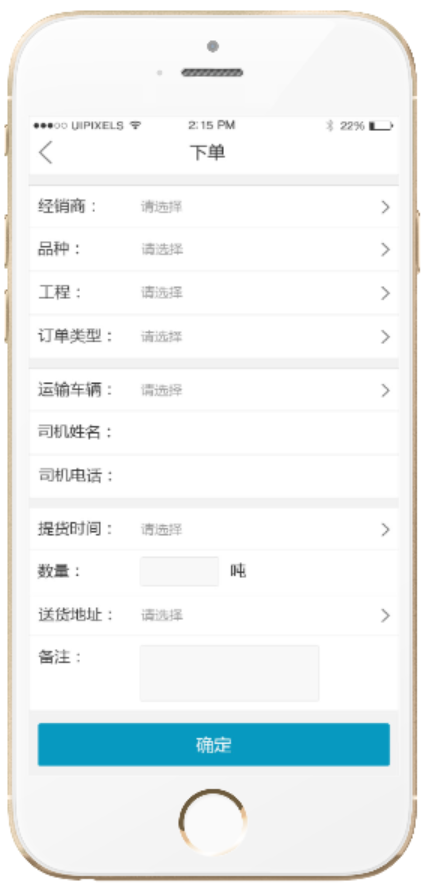 UIPIXELS 2:15 PM 22%
下单
经销商： 请选择
品种： 请选择
工程： 请选择
订单类型： 请选择
运输车辆： 请选择
司机姓名：
司机电话：
提货时间： 请选择
数量： 吨
送货地址： 请选择
备注：
确定